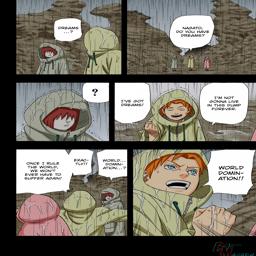 DREAMS
...?
NAGATO,
DO YOU HAVE
DREAMS?
?
I'VE GOT
DREAMS!
I'M NOT
GONNA LIVE
IN THIS DUMP
FOREVER.
ONCE I RULE
THE WORLD,
WE WON'T
EVER HAVE TO
SUFFER AGAIN!
EXAC-
TLY!!
WORLD...
DOMIN-
ATION...?
WORLD
DOMIN-
ATION!!